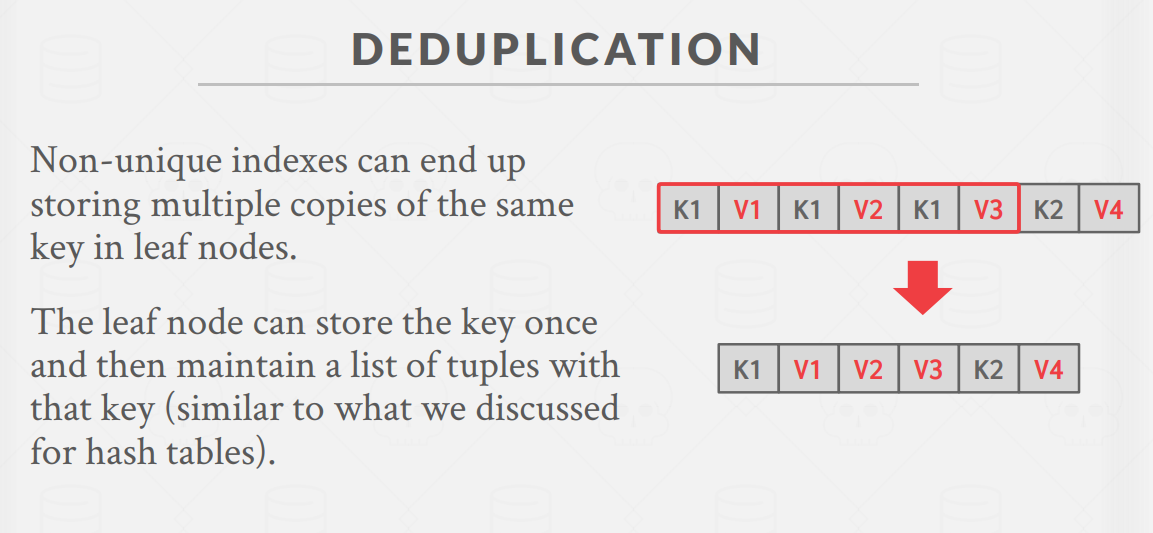 DEDUPLICATION
Non-unique indexes can end up
storing multiple copies of the same
key in leaf nodes.
The leaf node can store the key once
and then maintain a list of tuples with
that key (similar to what we discussed
for hash tables).
K1 V1 K1 V2 K1 V3 K2 V4
K1 V1 V2 V3 K2 V4